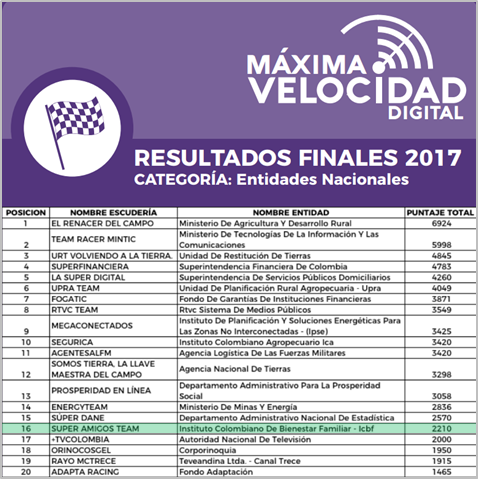 MÁXIMA
VELOCIDAD
DIGITAL
RESULTADOS FINALES 2017
CATEGORÍA: Entidades Nacionales
POSICION NOMBRE ESCUDERÍA NOMBRE ENTIDAD PUNTAJE TOTAL
1 EL RENACER DEL CAMPO Ministerio De Agricultura Y Desarrollo Rural 6924
2 TEAM RACER MINTIC Ministerio De Tecnologías De La Información Y Las
Comunicaciones 5998
3 URT VOLVIENDO A LA TIERRA. Unidad De Restitución De Tierras 4845
4 SUPERFINANCIERA Superintendencia Financiera De Colombia 4783
5 LA SUPER DIGITAL Superintendencia De Servicios Públicos Domiciliarios 4260
6 UPRA TEAM Unidad De Planificación Rural Agropecuaria - Upra 4049
7 FOGATIC Fondo De Garantías De Instituciones Financieras 3871
8 RTVC TEAM Rtvc Sistema De Medios Públicos 3549
9 MEGACONECTADOS Instituto De Planificación Y Soluciones Energéticas Para
Las Zonas No Interconectadas - (Ipse) 3425
10 SEGURICA Instituto Colombiano Agropecuario Ica 3420
11 AGENTESALFM Agencia Logística De Las Fuerzas Militares 3420
12 SOMOS TIERRA, LA LLAVE
MAESTRA DEL CAMPO Agencia Nacional De Tierras 3298
13 PROSPERIDAD EN LÍNEA Departamento Administrativo Para La Prosperidad
Social 3058
14 ENERGYTEAM Ministerio De Minas Y Energía 2836
15 SÚPER DANE Departamento Administrativo Nacional De Estadística 2570
16 SUPER AMIGOS TEAM Instituto Colombiano De Bienestar Familiar - Icbf 2210
17 +TVCOLOMBIA Autoridad Nacional De Televisión 2000
18 ORINOCOSGEL Corporinoquia 1950
19 RAYO MCTRECE Teveandina Ltda. - Canal Trece 1915
20 ADAPTA RACING Fondo Adaptación 1465